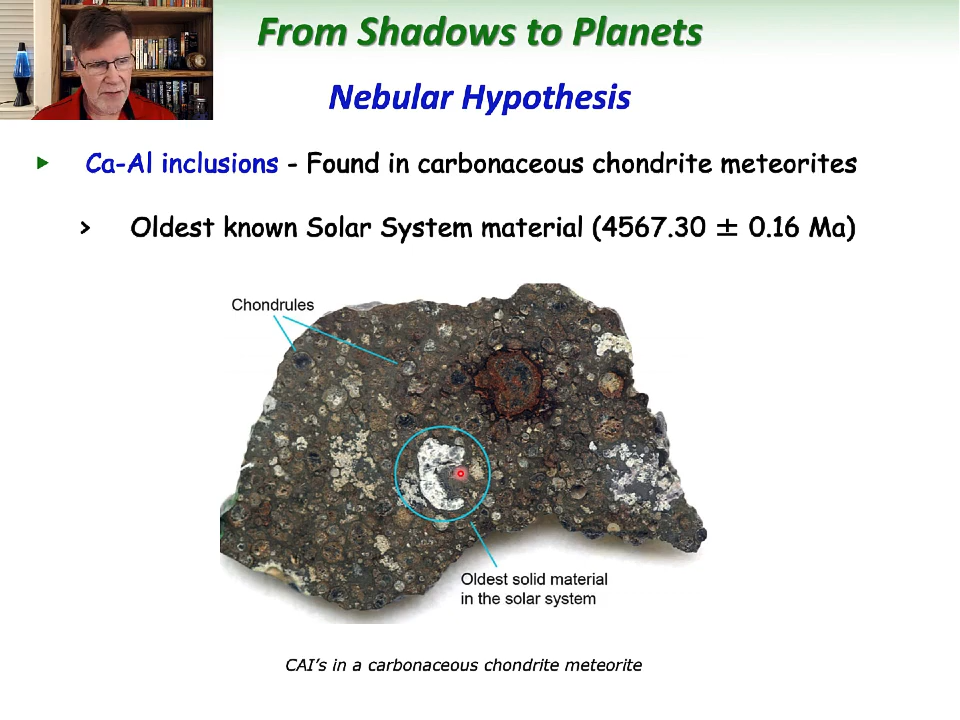 From Shadows to Planets
Nebular Hypothesis
Ca-Al inclusions - Found in carbonaceous chondrite meteorites
> Oldest known Solar System material (4567.30 ± 0.16 Ma)
Chondrules
Oldest solid material
in the solar system
CAI's in a carbonaceous chondrite meteorite